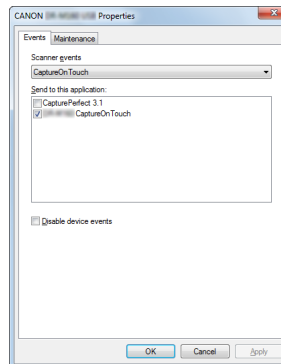 CANON USB Properties
Events
Maintenance
Scanner events
CaptureOnTouch
Send to this application:
CapturePerfect 3.1
CaptureOnTouch
Disable device events
OK
Cancel
Apply